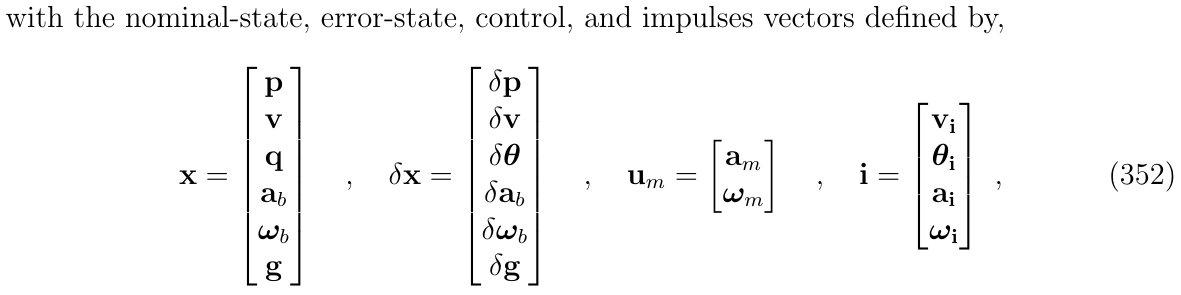 with the nominal-state, error-state, control, and impulses vectors defined by,
x = [p v q a_b ω_b g] , δx = [δp δv δθ δa_b δω_b δg] , u_m = [a_m ω_m] , i = [v_i θ_i a_i ω_i] , (352)